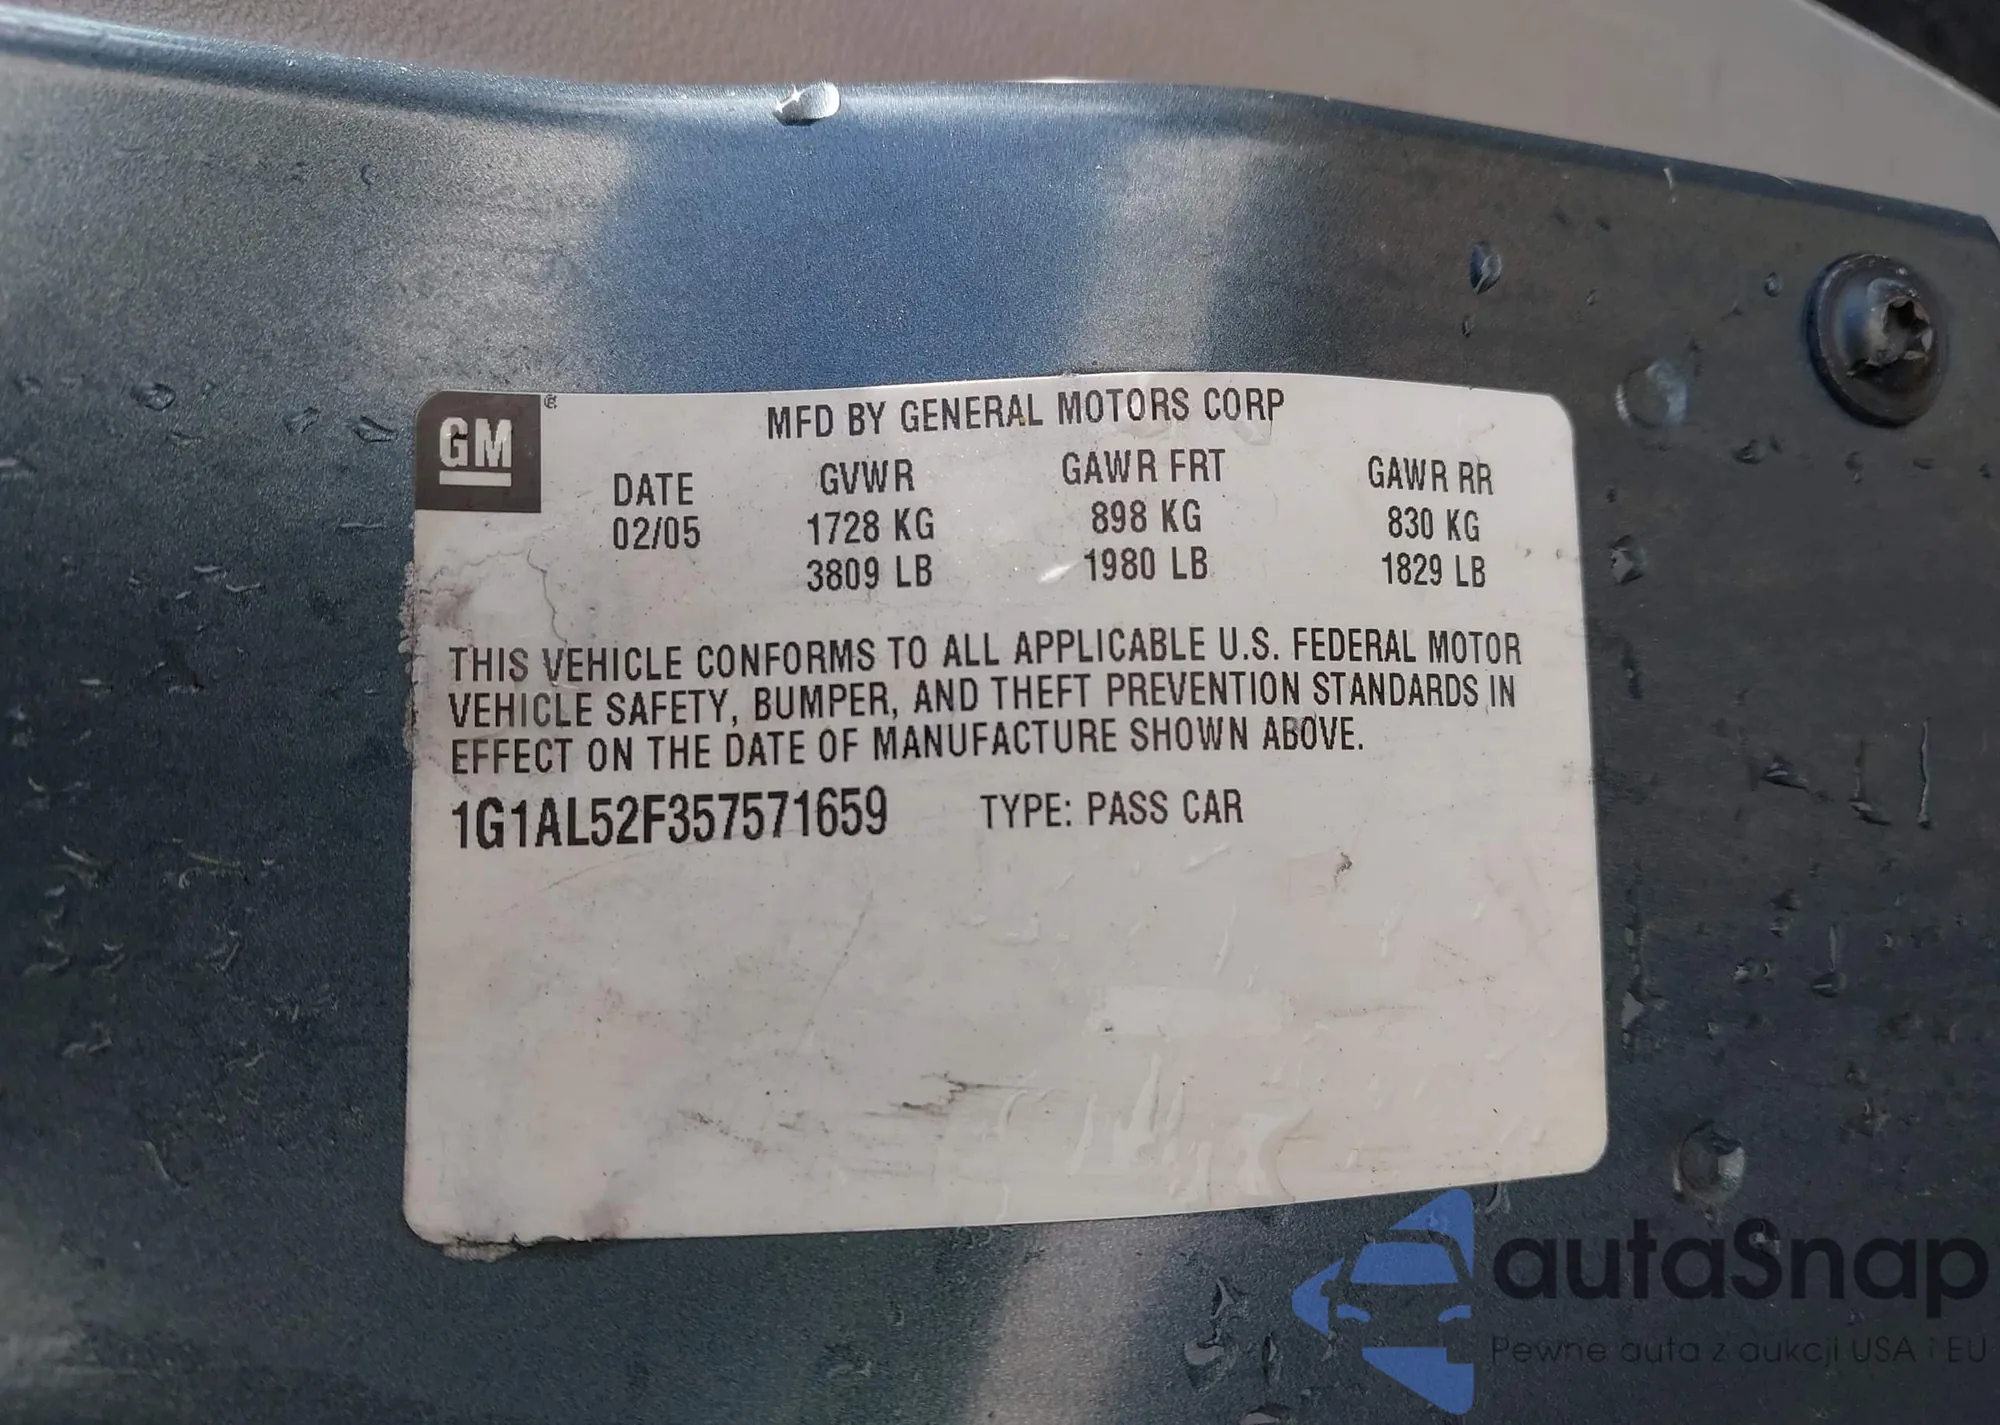 GM
MFD BY GENERAL MOTORS CORP
DATE GVWR GAWR FRT GAWR RR
02/05 1728 KG 898 KG 830 KG
3809 LB 1980 LB 1829 LB
THIS VEHICLE CONFORMS TO ALL APPLICABLE U.S. FEDERAL MOTOR
VEHICLE SAFETY, BUMPER, AND THEFT PREVENTION STANDARDS IN
EFFECT ON THE DATE OF MANUFACTURE SHOWN ABOVE.
1G1AL52F357571659 TYPE: PASS CAR
autaSnap
Pewne auta z aukcji USA i EU